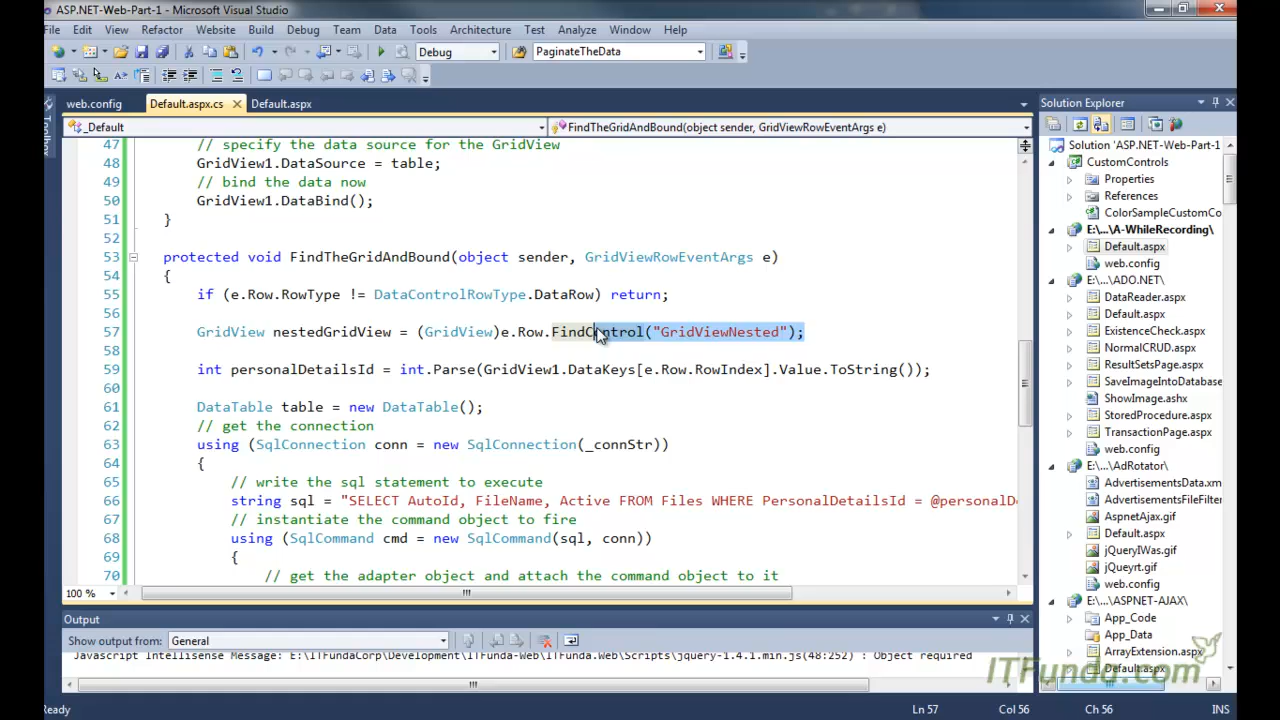 ASP.NET-Web-Part-1 - Microsoft Visual Studio
File Edit View Refactor Website Build Debug Team Data Tools Architecture Test Analyze Window Help
Debug PaginateTheData
web.config Default.aspx.cs Default.aspx Solution Explorer
_Default FindTheGridAndBound(object sender, GridViewRowEventArgs e)
Toolbox
47 // specify the data source for the GridView
48 GridView1.DataSource = table;
49 // bind the data now
50 GridView1.DataBind();
51 }
52
53 protected void FindTheGridAndBound(object sender, GridViewRowEventArgs e)
54 {
55 if (e.Row.RowType != DataControlRowType.DataRow) return;
56
57 GridView nestedGridView = (GridView)e.Row.FindControl("GridViewNested");
58
59 int personalDetailsId = int.Parse(GridView1.DataKeys[e.Row.RowIndex].Value.ToString());
60
61 DataTable table = new DataTable();
62 // get the connection
63 using (SqlConnection conn = new SqlConnection(_connStr))
64 {
65 // write the sql statement to execute
66 string sql = "SELECT AutoId, FileName, Active FROM Files WHERE PersonalDetailsId = @personalDe
67 // instantiate the command object to fire
68 using (SqlCommand cmd = new SqlCommand(sql, conn))
69 {
70 // get the adapter object and attach the command object to it
100 %
Solution 'ASP.NET-Web-Part-1' (
CustomControls
Properties
References
ColorSampleCustomCo
E:\...\A-WhileRecording\
Default.aspx
web.config
E:\...\ADO.NET\
DataReader.aspx
Default.aspx
ExistenceCheck.aspx
NormalCRUD.aspx
ResultSetsPage.aspx
SaveImageIntoDatabase
ShowImage.ashx
StoredProcedure.aspx
TransactionPage.aspx
web.config
E:\...\AdRotator\
AdvertisementsData.xm
AdvertisementsFileFilter
AspnetAjax.gif
Default.aspx
jQueryIWas.gif
jQueyrt.gif
web.config
E:\...\ASPNET-AJAX\
App_Code
App_Data
ArrayExtension.aspx
Default.aspx
Output
Show output from: General
Javascript Intellisense Message: E:\ITFundaCorp\Development\ITFunda-Web\ITFunda.Web\Scripts\jquery-1.4.1.min.js(48:252) : Object required
ITFunda.com
Ready Ln 57 Col 56 Ch 56 INS